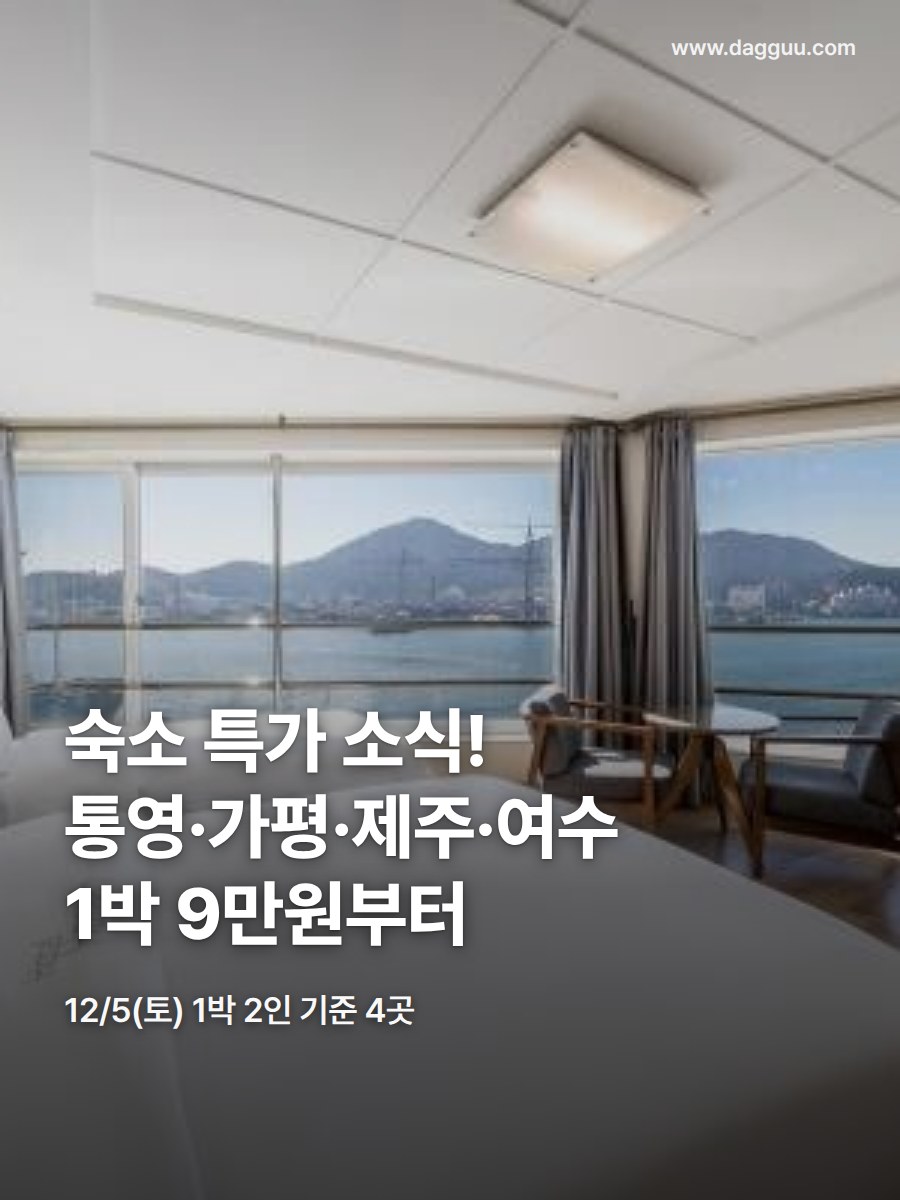 www.dagguu.com
숙소 특가 소식!
통영·가평·제주·여수
1박 9만원부터
12/5(토) 1박 2인 기준 4곳